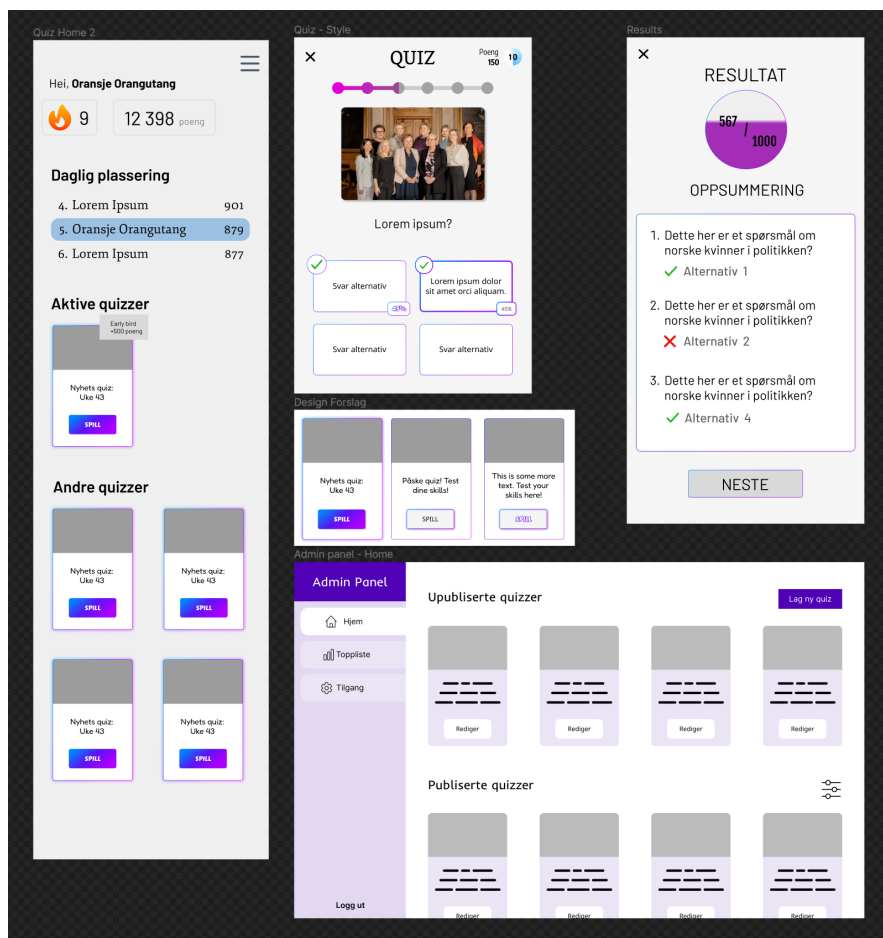 Quiz Home 2
Hei, Oransje Orangutang
9
12 398 poeng
Daglig plassering
4. Lorem Ipsum 901
5. Oransje Orangutang 879
6. Lorem Ipsum 877
Aktive quizzer
Early bird
+500 poeng
Nyhets quiz:
Uke 43
SPILL
Andre quizzer
Nyhets quiz:
Uke 43
SPILL
Nyhets quiz:
Uke 43
SPILL
Nyhets quiz:
Uke 43
SPILL
Nyhets quiz:
Uke 43
SPILL
Quiz - Style
QUIZ
Poeng
150
10
Lorem ipsum?
Svar alternativ
Lorem ipsum dolor
sit amet orci aliquam.
45%
Svar alternativ
Svar alternativ
Design Forslag
Nyhets quiz:
Uke 43
SPILL
Påske quiz! Test
dine skills!
SPILL
This is some more
text. Test your
skills here!
SPILL
Results
RESULTAT
567
/
1000
OPPSUMMERING
1. Dette her er et spørsmål om
norske kvinner i politikken?
Alternativ 1
2. Dette her er et spørsmål om
norske kvinner i politikken?
Alternativ 2
3. Dette her er et spørsmål om
norske kvinner i politikken?
Alternativ 4
NESTE
Admin panel - Home
Admin Panel
Hjem
Toppliste
Tilgang
Logg ut
Upubliserte quizzer
Lag ny quiz
Rediger
Rediger
Rediger
Rediger
Publiserte quizzer
Rediger
Rediger
Rediger
Rediger